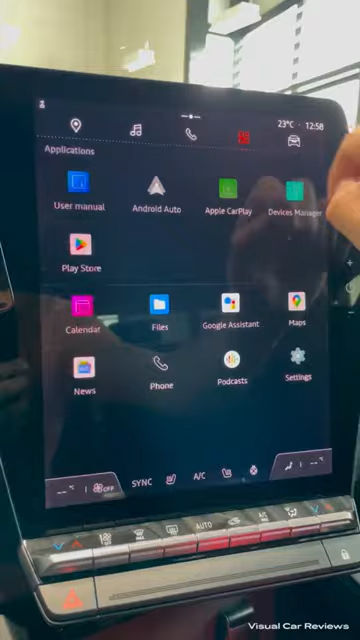 23°C · 12:58
Applications
User manual
Android Auto
Apple CarPlay
Devices Manager
Play Store
Calendar
Files
Google Assistant
Maps
News
Phone
Podcasts
Settings
--°C
OFF
SYNC
A/C
--°C
AUTO
Visual Car Reviews